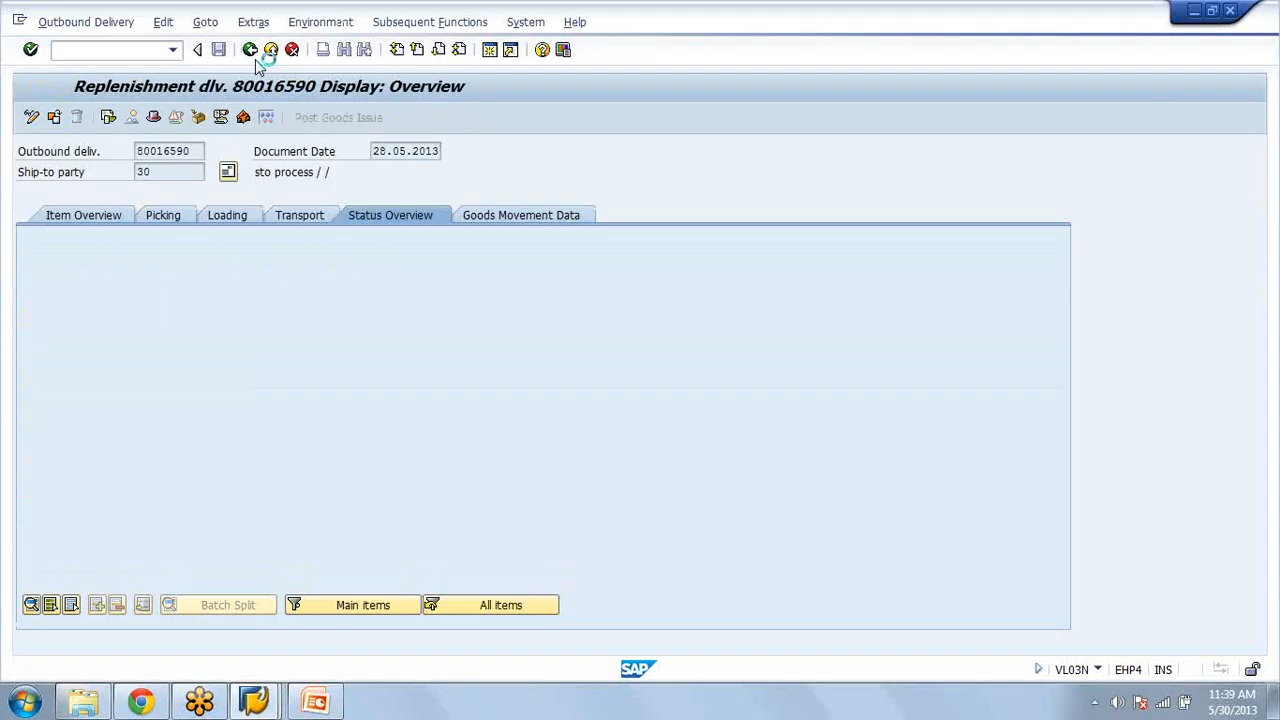 Outbound Delivery Edit Goto Extras Environment Subsequent Functions System Help
Replenishment dlv. 80016590 Display: Overview
Post Goods Issue
Outbound deliv. 80016590 Document Date 28.05.2013
Ship-to party 30 sto process / /
Item Overview Picking Loading Transport Status Overview Goods Movement Data
Batch Split Main items All items
SAP VL03N EHP4 INS
11:39 AM
5/30/2013